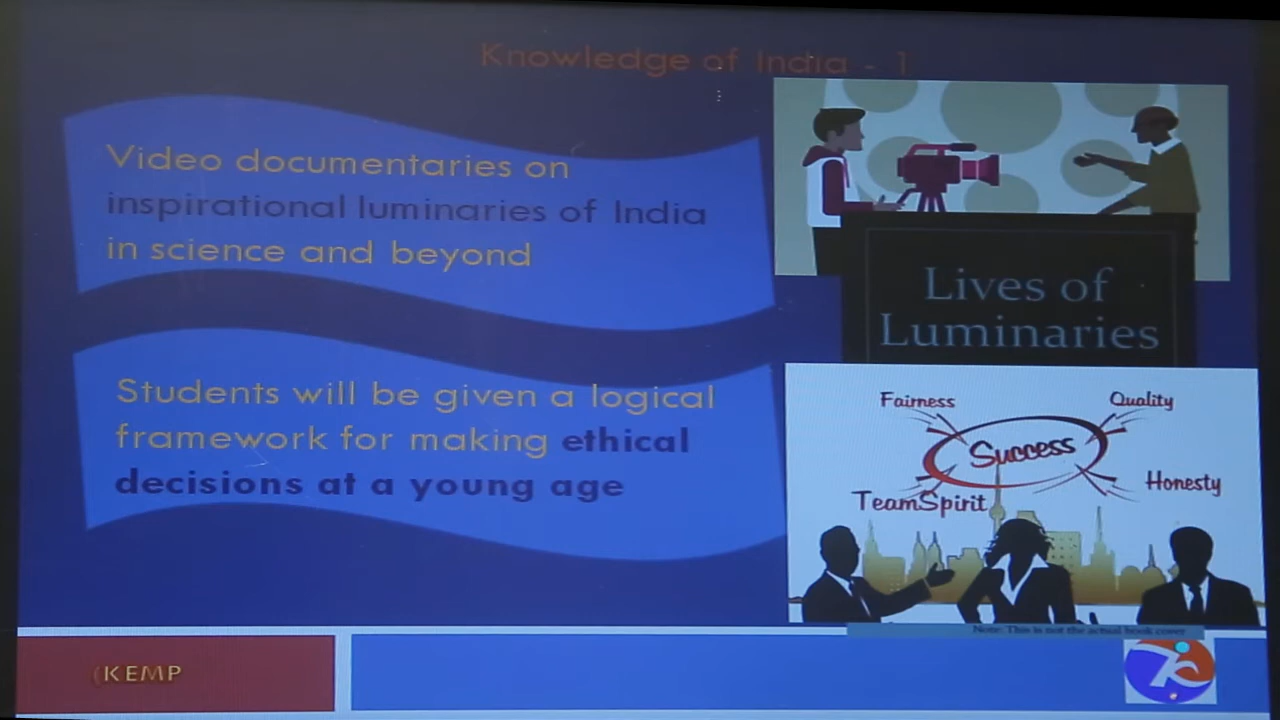 Knowledge of India - 1
Video documentaries on
inspirational luminaries of India
in science and beyond
Lives of
Luminaries
Students will be given a logical
framework for making ethical
decisions at a young age
Fairness
Quality
Success
Honesty
TeamSpirit
Note: This is not the actual book cover
(KEMP